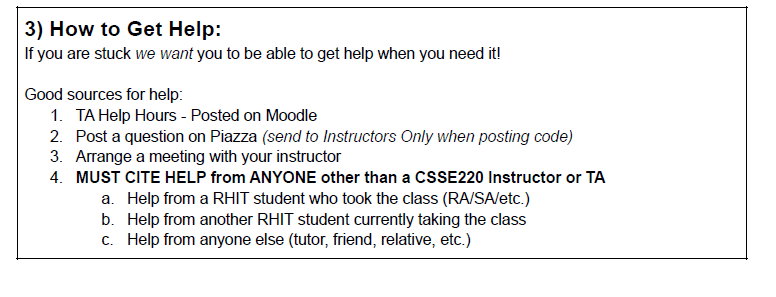 3) How to Get Help:
If you are stuck we want you to be able to get help when you need it!
Good sources for help:
1. TA Help Hours - Posted on Moodle
2. Post a question on Piazza (send to Instructors Only when posting code)
3. Arrange a meeting with your instructor
4. MUST CITE HELP from ANYONE other than a CSSE220 Instructor or TA
a. Help from a RHIT student who took the class (RA/SA/etc.)
b. Help from another RHIT student currently taking the class
c. Help from anyone else (tutor, friend, relative, etc.)